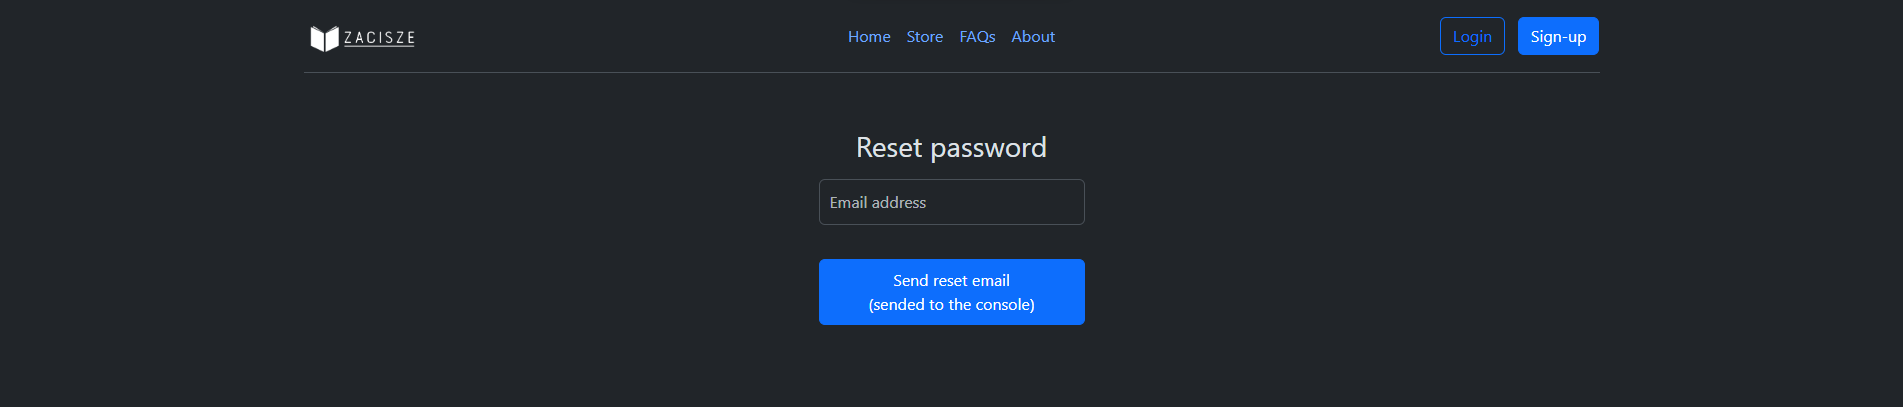 ZACISZE
Home Store FAQs About
Login Sign-up
Reset password
Email address
Send reset email
(sended to the console)